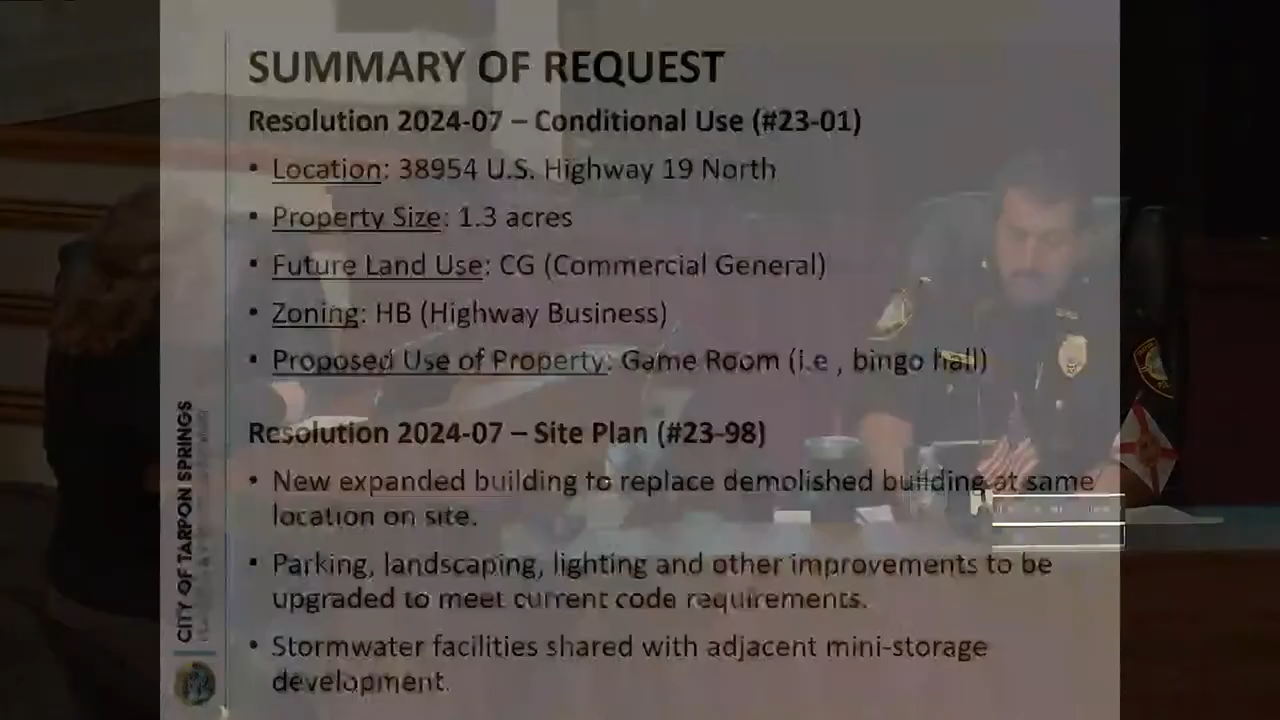 SUMMARY OF REQUEST
Resolution 2024-07 – Conditional Use (#23-01)
• Location: 38954 U.S. Highway 19 North
• Property Size: 1.3 acres
• Future Land Use: CG (Commercial General)
• Zoning: HB (Highway Business)
• Proposed Use of Property: Game Room (i.e , bingo hall)
Resolution 2024-07 – Site Plan (#23-98)
• New expanded building to replace demolished building at same
location on site.
• Parking, landscaping, lighting and other improvements to be
upgraded to meet current code requirements.
• Stormwater facilities shared with adjacent mini-storage
development.
CITY OF TARPON SPRINGS